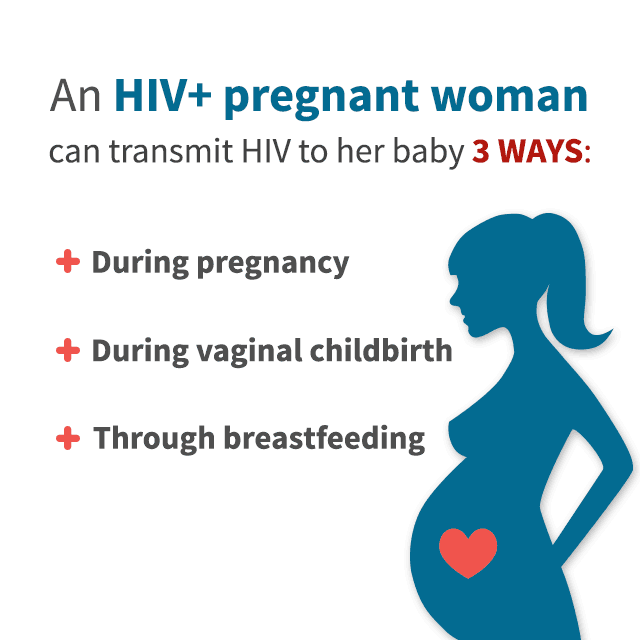 An HIV+ pregnant woman
can transmit HIV to her baby 3 WAYS:
+ During pregnancy
+ During vaginal childbirth
+ Through breastfeeding